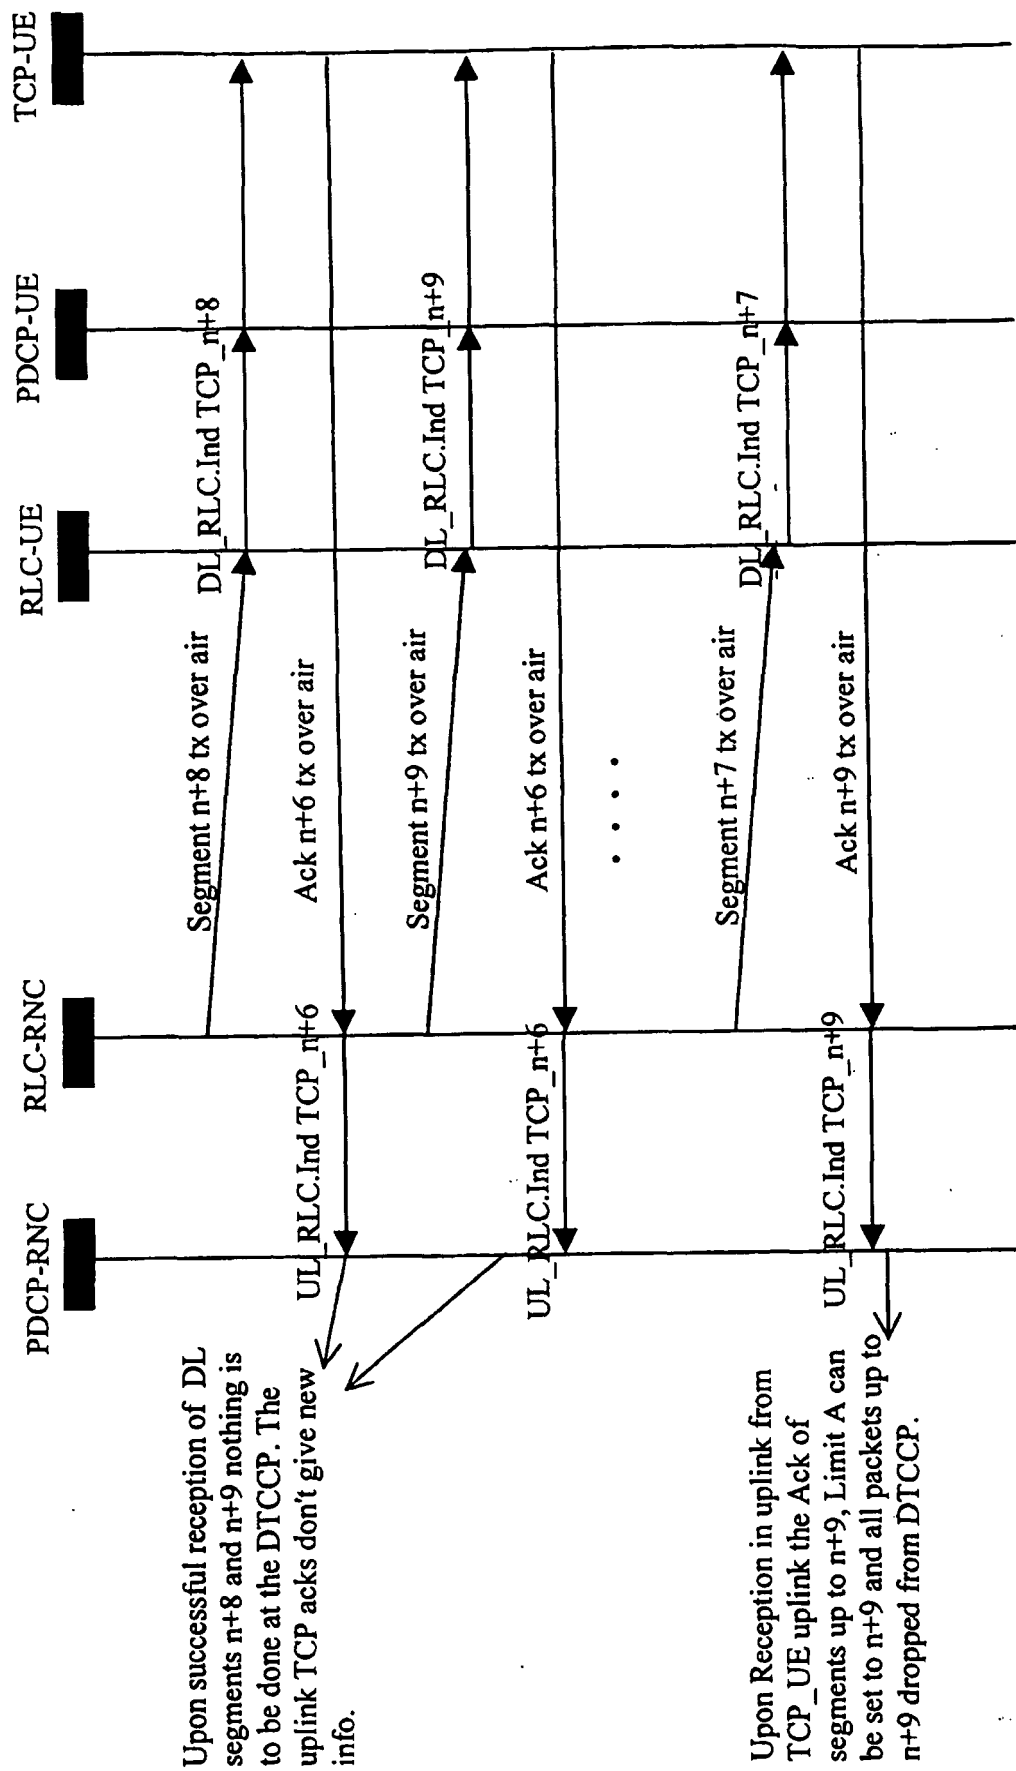 PDCP-RNC
RLC-RNC
RLC-UE
PDCP-UE
TCP-UE
Upon successful reception of DL
segments n+8 and n+9 nothing is
to be done at the DTCCP. The
uplink TCP acks don't give new
info.
Segment n+8 tx over air
DL_RLC.Ind TCP_n+8
UL_RLC.Ind TCP_n+6
Ack n+6 tx over air
Segment n+9 tx over air
DL_RLC.Ind TCP_n+9
UL_RLC.Ind TCP_n+6
Ack n+6 tx over air
. . . .
Segment n+7 tx over air
DL_RLC.Ind TCP_n+7
UL_RLC.Ind TCP_n+9
Ack n+9 tx over air
Upon Reception in uplink from
TCP_UE uplink the Ack of
segments up to n+9, Limit A can
be set to n+9 and all packets up to
n+9 dropped from DTCCP.